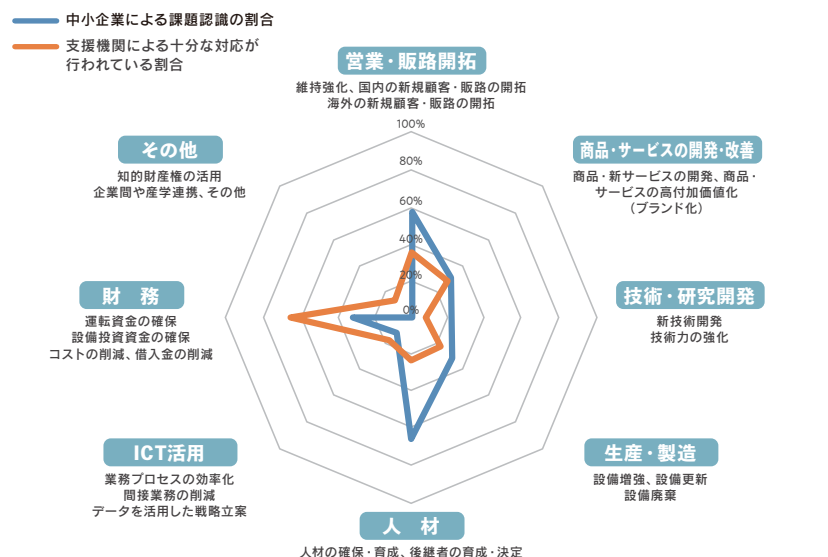 中小企業による課題認識の割合
支援機関による十分な対応が
行われている割合
営業・販路開拓
維持強化、国内の新規顧客・販路の開拓
海外の新規顧客・販路の開拓
商品・サービスの開発・改善
商品・新サービスの開発、商品・
サービスの高付加価値化
（ブランド化）
技術・研究開発
新技術開発
技術力の強化
生産・製造
設備増強、設備更新
設備廃棄
人 材
人材の確保・育成、後継者の育成・決定
ICT活用
業務プロセスの効率化
間接業務の削減
データを活用した戦略立案
財 務
運転資金の確保
設備投資資金の確保
コストの削減、借入金の削減
その他
知的財産権の活用
企業間や産学連携、その他
100%
80%
60%
40%
20%
0%